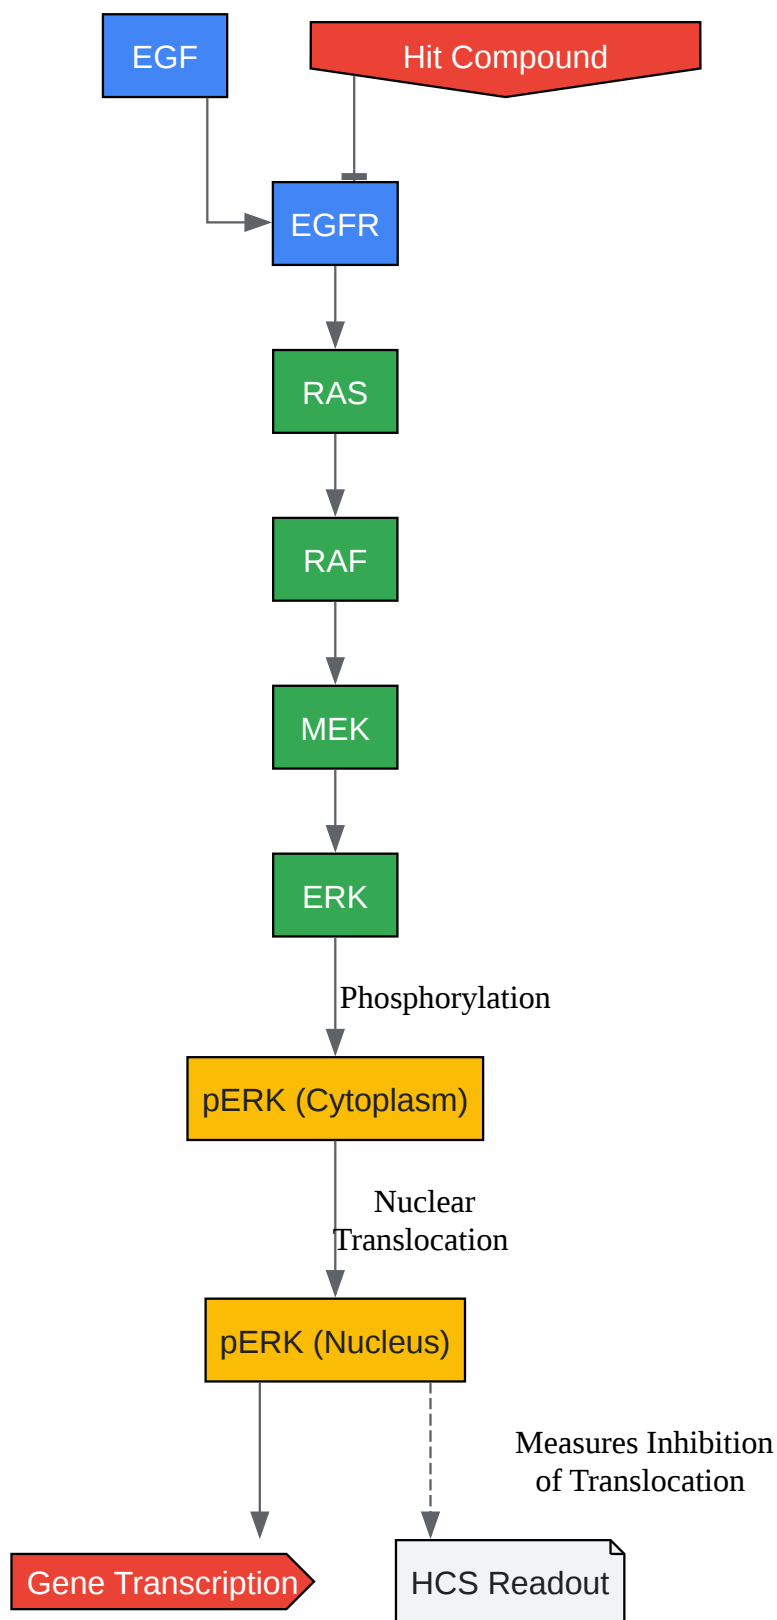 EGF
Hit Compound
EGFR
RAS
RAF
MEK
ERK
Phosphorylation
pERK (Cytoplasm)
Nuclear
Translocation
pERK (Nucleus)
Measures Inhibition
of Translocation
Gene Transcription
HCS Readout